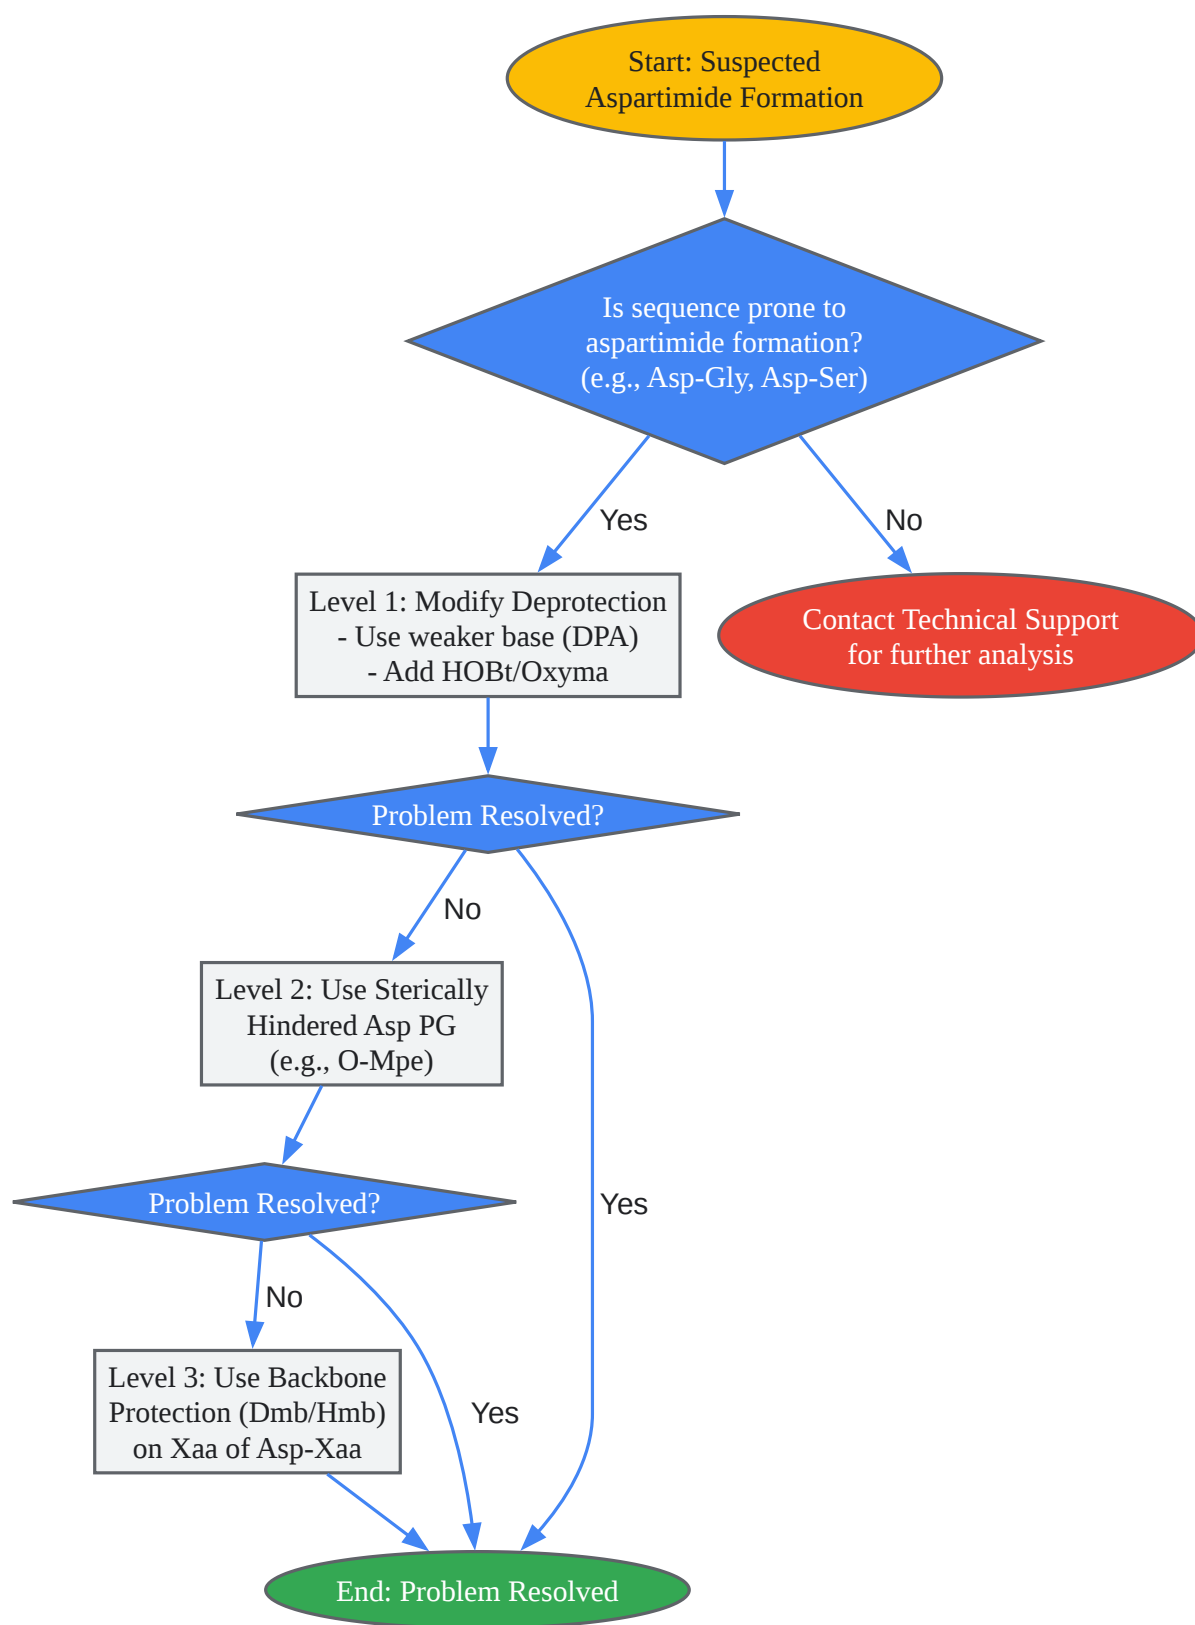 Start: Suspected
Aspartimide Formation
Is sequence prone to
aspartimide formation?
(e.g., Asp-Gly, Asp-Ser)
Yes
No
Level 1: Modify Deprotection
- Use weaker base (DPA)
- Add HOBt/Oxyma
Contact Technical Support
for further analysis
Problem Resolved?
No
Level 2: Use Sterically
Hindered Asp PG
(e.g., O-Mpe)
Problem Resolved?
Yes
No
Level 3: Use Backbone
Protection (Dmb/Hmb)
on Xaa of Asp-Xaa
Yes
End: Problem Resolved